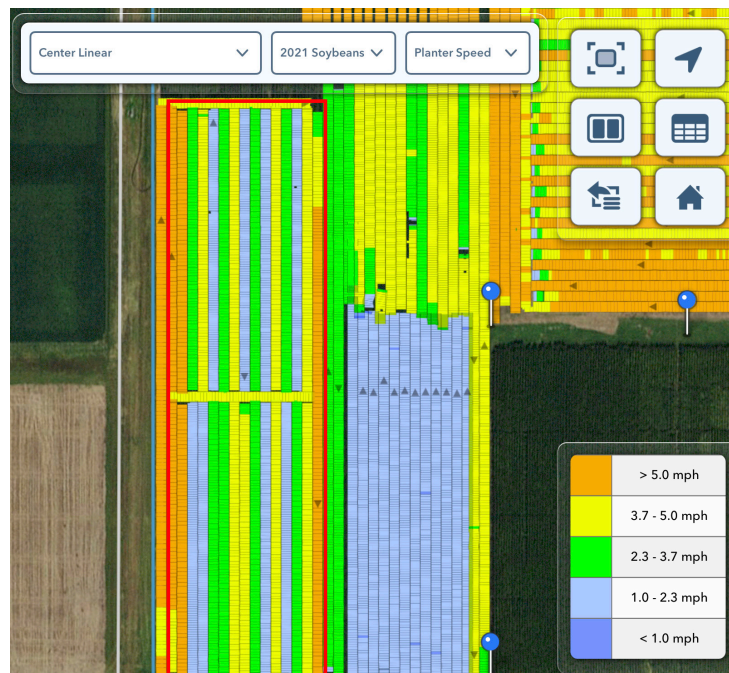 Center Linear
2021 Soybeans
Planter Speed
> 5.0 mph
3.7 - 5.0 mph
2.3 - 3.7 mph
1.0 - 2.3 mph
< 1.0 mph